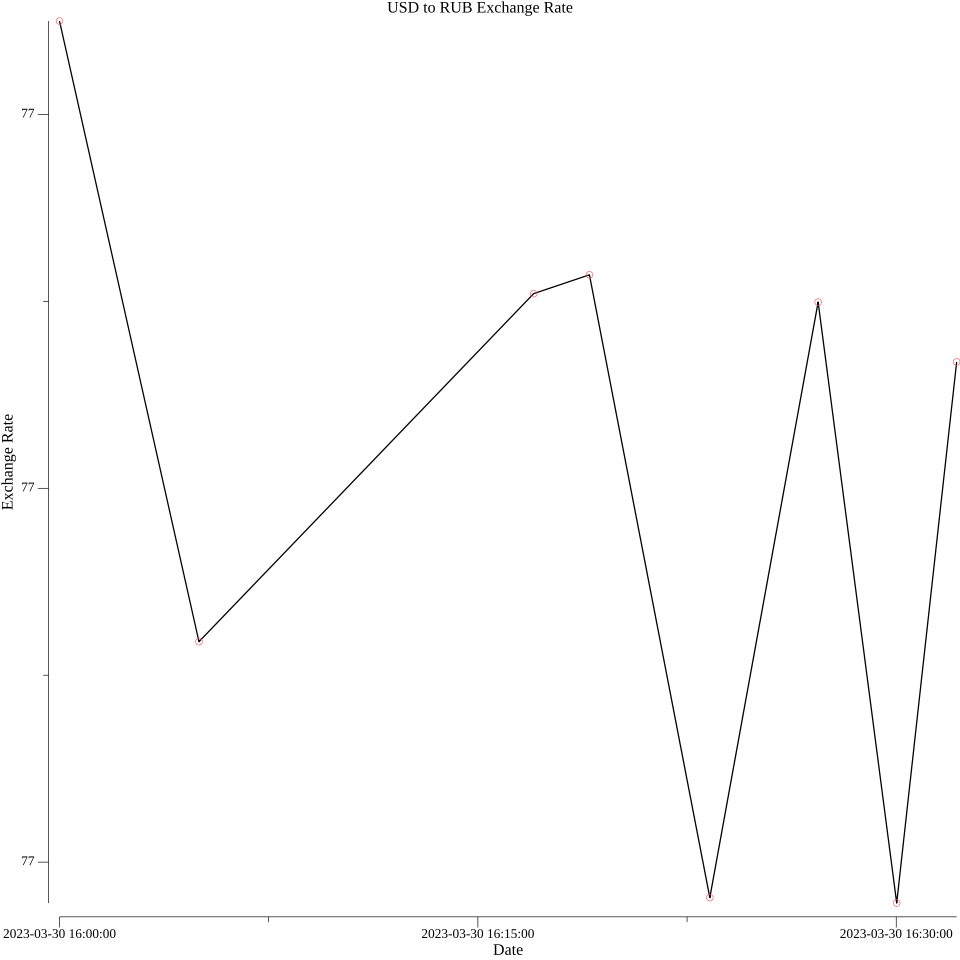 USD to RUB Exchange Rate
77
77
77
Exchange Rate
2023-03-30 16:00:00
2023-03-30 16:15:00
2023-03-30 16:30:00
Date